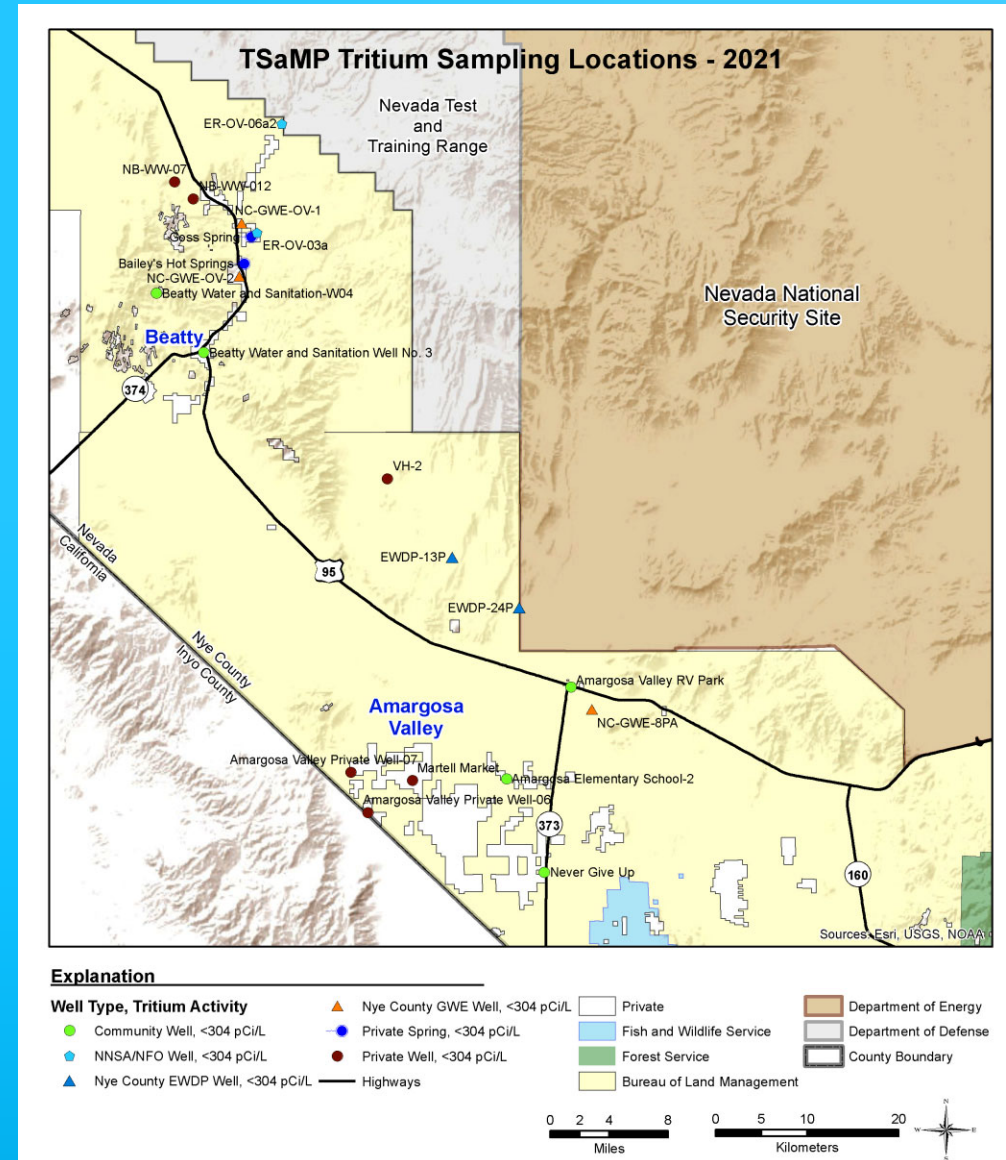 TSaMP Tritium Sampling Locations - 2021
Nevada Test
and
Training Range
ER-OV-06a2
NB-WW-07
NB-WW-012
NC-GWE-OV-1
Goss Spring
ER-OV-03a
Bailey's Hot Springs
NC-GWE-OV-2
Beatty Water and Sanitation-W04
Nevada National
Security Site
Beatty
Beatty Water and Sanitation Well No. 3
374
VH-2
Nevada
California
EWDP-13P
95
EWDP-24P
Nye County
Inyo County
Amargosa Valley RV Park
Amargosa
Valley
NC-GWE-8PA
Amargosa Valley Private Well-07
Martell Market
Amargosa Elementary School-2
Amargosa Valley Private Well-06
373
Never Give Up
160
Sources: Esri, USGS, NOAA
Explanation
Well Type, Tritium Activity
Community Well, <304 pCi/L
NNSA/NFO Well, <304 pCi/L
Nye County EWDP Well, <304 pCi/L
Nye County GWE Well, <304 pCi/L
Private Spring, <304 pCi/L
Private Well, <304 pCi/L
Highways
Private
Fish and Wildlife Service
Forest Service
Bureau of Land Management
Department of Energy
Department of Defense
County Boundary
0 2 4 8
Miles
0 5 10 20
Kilometers
N
W E
S